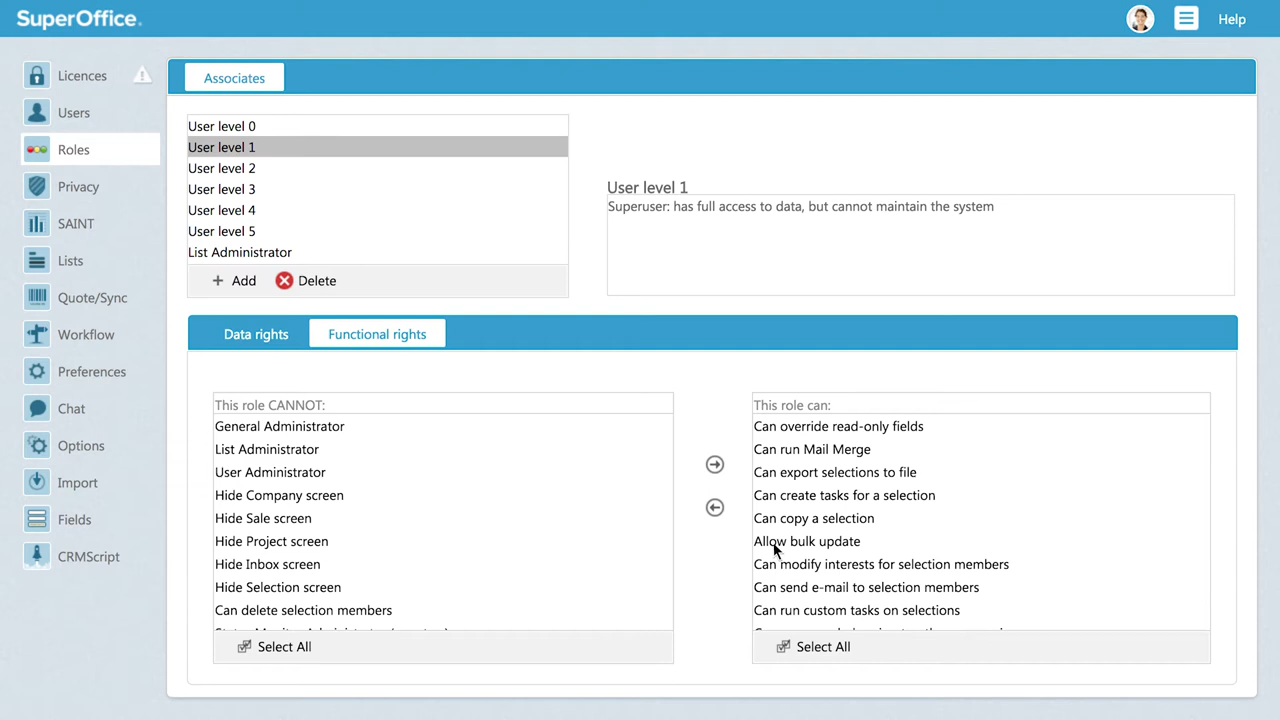 SuperOffice.
Help
Licences
Users
Roles
Privacy
SAINT
Lists
Quote/Sync
Workflow
Preferences
Chat
Options
Import
Fields
CRMScript
Associates
User level 0
User level 1
User level 2
User level 3
User level 4
User level 5
List Administrator
Add
Delete
User level 1
Superuser: has full access to data, but cannot maintain the system
Data rights
Functional rights
This role CANNOT:
General Administrator
List Administrator
User Administrator
Hide Company screen
Hide Sale screen
Hide Project screen
Hide Inbox screen
Hide Selection screen
Can delete selection members
Select All
This role can:
Can override read-only fields
Can run Mail Merge
Can export selections to file
Can create tasks for a selection
Can copy a selection
Allow bulk update
Can modify interests for selection members
Can send e-mail to selection members
Can run custom tasks on selections
Select All